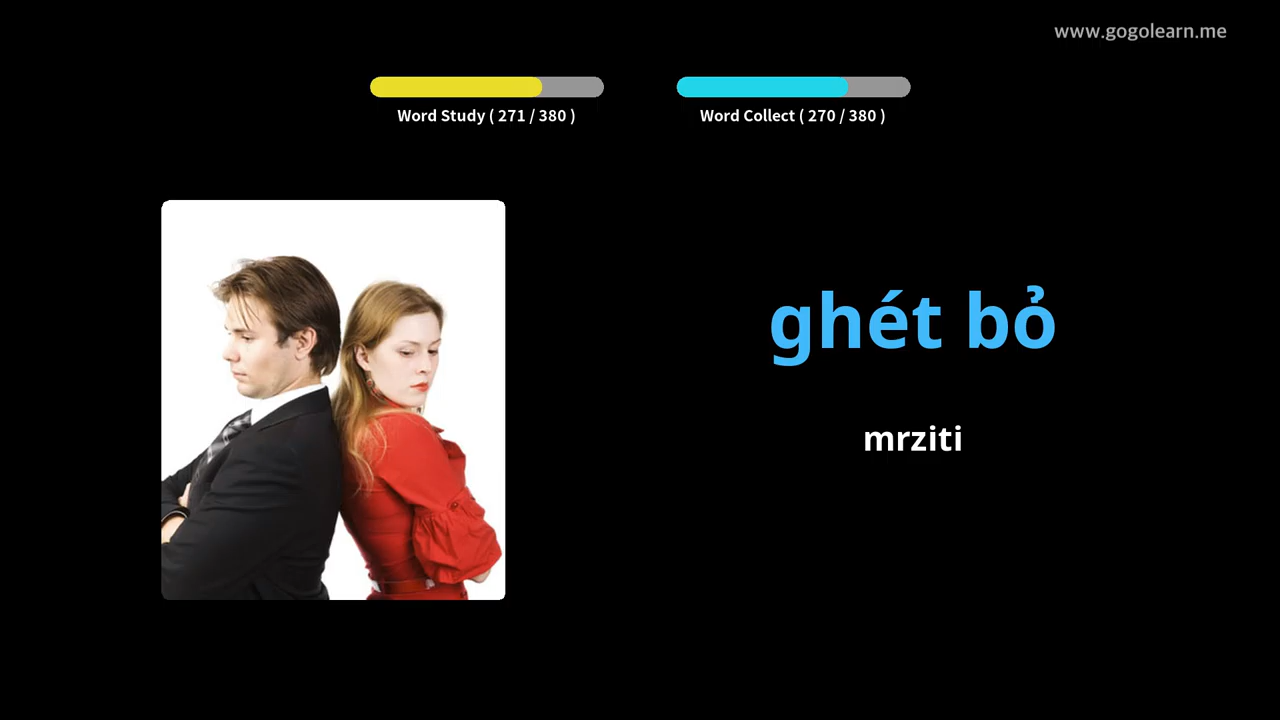 www.gogolearn.me
Word Study ( 271 / 380 )
Word Collect ( 270 / 380 )
ghét bỏ
mrziti